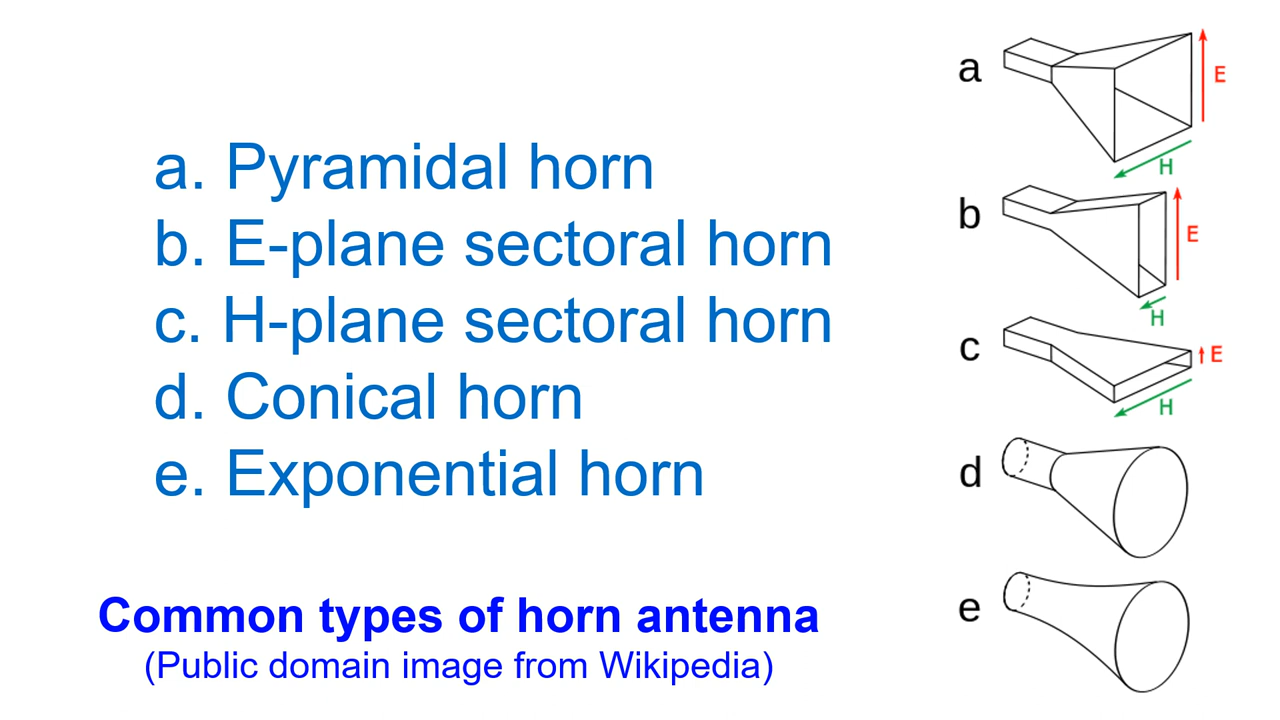 a. Pyramidal horn
b. E-plane sectoral horn
c. H-plane sectoral horn
d. Conical horn
e. Exponential horn
Common types of horn antenna
(Public domain image from Wikipedia)
a
E
H
b
E
H
c
E
H
d
e